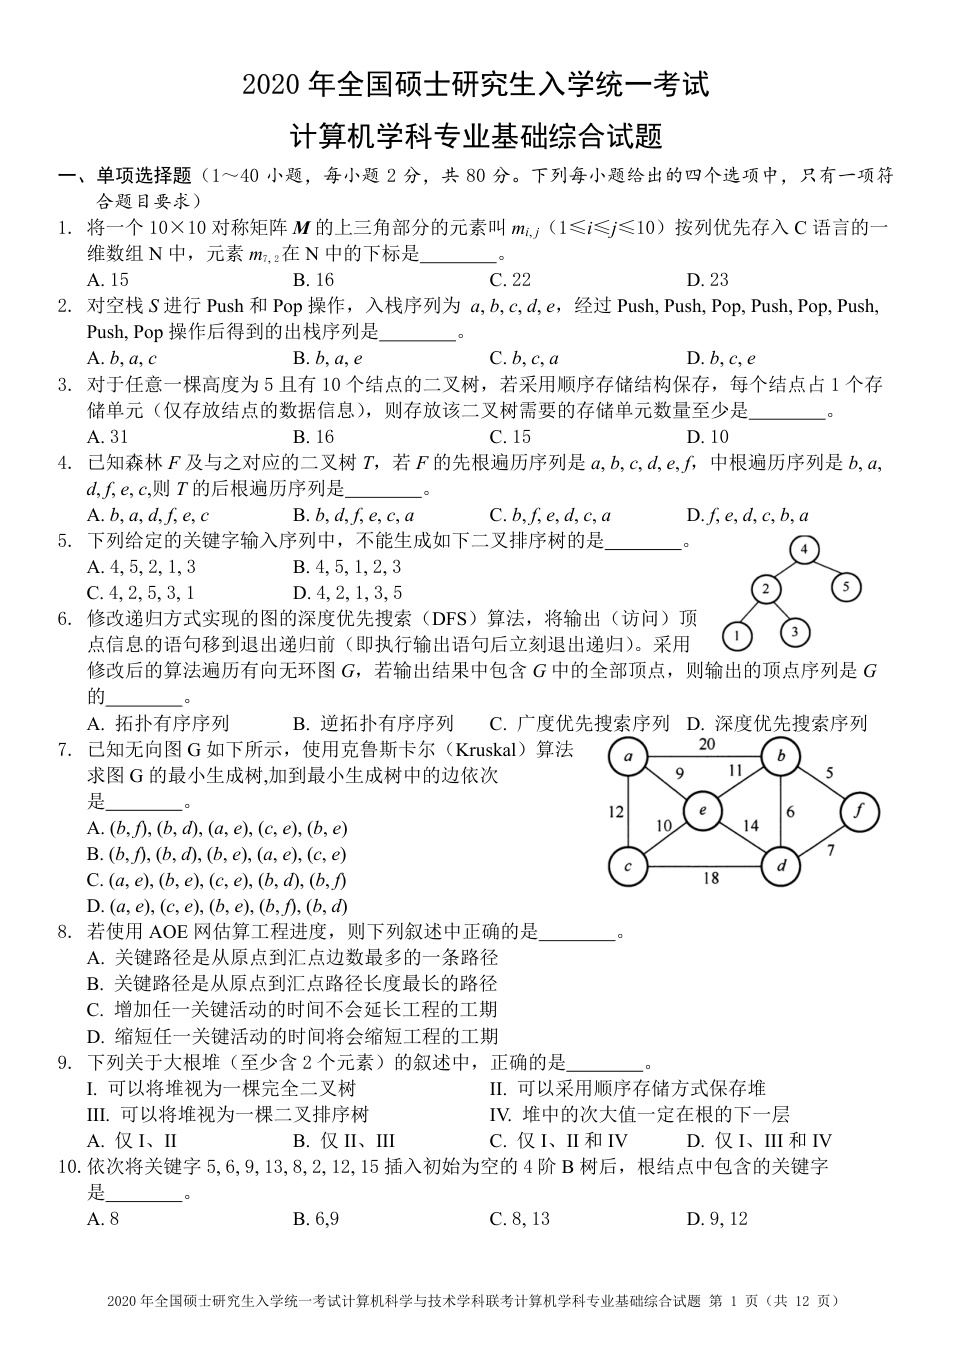 2020 年全国硕士研究生入学统一考试
计算机学科专业基础综合试题
一、单项选择题（1～40 小题，每小题 2 分，共 80 分。下列每小题给出的四个选项中，只有一项符
合题目要求）
1. 将一个 10×10 对称矩阵 M 的上三角部分的元素叫 mi, j（1≤i≤j≤10）按列优先存入 C 语言的一
维数组 N 中，元素 m7, 2 在 N 中的下标是________。
A. 15 B. 16 C. 22 D. 23
2. 对空栈 S 进行 Push 和 Pop 操作，入栈序列为 a, b, c, d, e，经过 Push, Push, Pop, Push, Pop, Push,
Push, Pop 操作后得到的出栈序列是________。
A. b, a, c B. b, a, e C. b, c, a D. b, c, e
3. 对于任意一棵高度为 5 且有 10 个结点的二叉树，若采用顺序存储结构保存，每个结点占 1 个存
储单元（仅存放结点的数据信息），则存放该二叉树需要的存储单元数量至少是________。
A. 31 B. 16 C. 15 D. 10
4. 已知森林 F 及与之对应的二叉树 T，若 F 的先根遍历序列是 a, b, c, d, e, f，中根遍历序列是 b, a,
d, f, e, c,则 T 的后根遍历序列是________。
A. b, a, d, f, e, c B. b, d, f, e, c, a C. b, f, e, d, c, a D. f, e, d, c, b, a
5. 下列给定的关键字输入序列中，不能生成如下二叉排序树的是________。
A. 4, 5, 2, 1, 3 B. 4, 5, 1, 2, 3
C. 4, 2, 5, 3, 1 D. 4, 2, 1, 3, 5
4
2 5
1 3
6. 修改递归方式实现的图的深度优先搜索（DFS）算法，将输出（访问）顶
点信息的语句移到退出递归前（即执行输出语句后立刻退出递归）。采用
修改后的算法遍历有向无环图 G，若输出结果中包含 G 中的全部顶点，则输出的顶点序列是 G
的________。
A. 拓扑有序序列 B. 逆拓扑有序序列 C. 广度优先搜索序列 D. 深度优先搜索序列
7. 已知无向图 G 如下所示，使用克鲁斯卡尔（Kruskal）算法
求图 G 的最小生成树,加到最小生成树中的边依次
是________。
A. (b, f), (b, d), (a, e), (c, e), (b, e)
B. (b, f), (b, d), (b, e), (a, e), (c, e)
C. (a, e), (b, e), (c, e), (b, d), (b, f)
D. (a, e), (c, e), (b, e), (b, f), (b, d)
20
a b
9 11 5
12 e 6 f
10 14
7
c d
18
8. 若使用 AOE 网估算工程进度，则下列叙述中正确的是________。
A. 关键路径是从原点到汇点边数最多的一条路径
B. 关键路径是从原点到汇点路径长度最长的路径
C. 增加任一关键活动的时间不会延长工程的工期
D. 缩短任一关键活动的时间将会缩短工程的工期
9. 下列关于大根堆（至少含 2 个元素）的叙述中，正确的是________。
I. 可以将堆视为一棵完全二叉树 II. 可以采用顺序存储方式保存堆
III. 可以将堆视为一棵二叉排序树 IV. 堆中的次大值一定在根的下一层
A. 仅 I、II B. 仅 II、III C. 仅 I、II 和 IV D. 仅 I、III 和 IV
10. 依次将关键字 5, 6, 9, 13, 8, 2, 12, 15 插入初始为空的 4 阶 B 树后，根结点中包含的关键字
是________。
A. 8 B. 6,9 C. 8, 13 D. 9, 12
2020 年全国硕士研究生入学统一考试计算机科学与技术学科联考计算机学科专业基础综合试题 第 1 页（共 12 页）